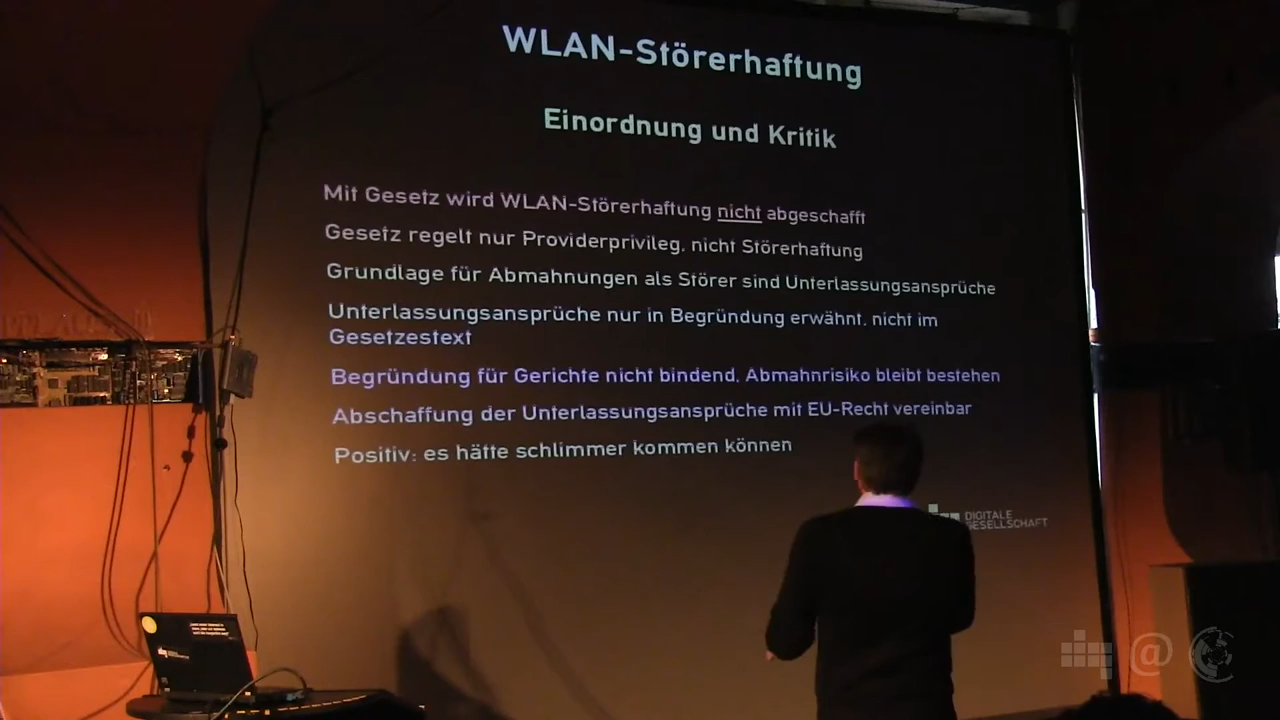 WLAN-Störerhaftung
Einordnung und Kritik
Mit Gesetz wird WLAN-Störerhaftung nicht abgeschafft
Gesetz regelt nur Providerprivileg, nicht Störerhaftung
Grundlage für Abmahnungen als Störer sind Unterlassungsansprüche
Unterlassungsansprüche nur in Begründung erwähnt, nicht im
Gesetzestext
Begründung für Gerichte nicht bindend, Abmahnrisiko bleibt bestehen
Abschaffung der Unterlassungsansprüche mit EU-Recht vereinbar
Positiv: es hätte schlimmer kommen können
DIGITALE
GESELLSCHAFT
@